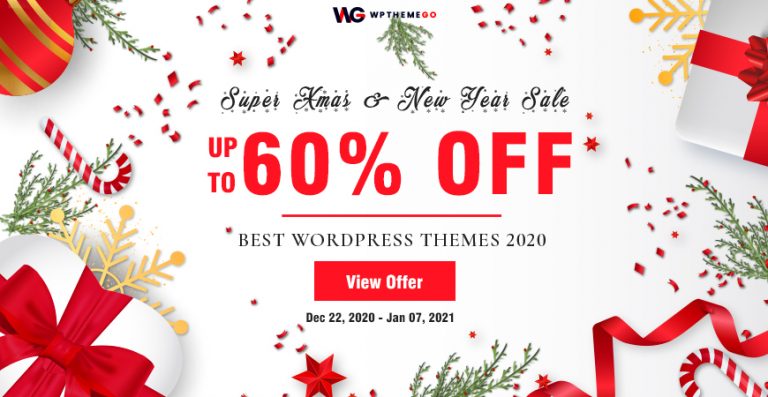 WG WPTHEMEGO
Super Xmas & New Year Sale
UP TO 60% OFF
BEST WORDPRESS THEMES 2020
View Offer
Dec 22, 2020 - Jan 07, 2021